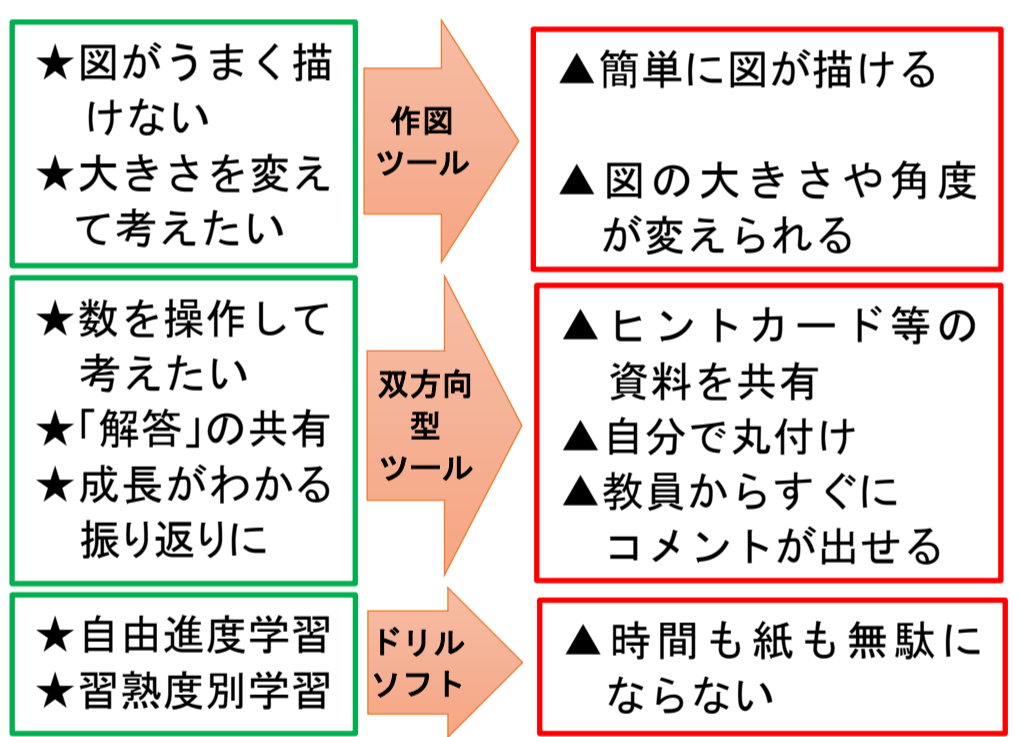 ★図がうまく描
けない
★大きさを変え
て考えたい
作図
ツール
▲簡単に図が描ける
▲図の大きさや角度
が変えられる
★数を操作して
考えたい
★｢解答｣の共有
★成長がわかる
振り返りに
双方向
型
ツール
▲ヒントカード等の
資料を共有
▲自分で丸付け
▲教員からすぐに
コメントが出せる
★自由進度学習
★習熟度別学習
ドリル
ソフト
▲時間も紙も無駄に
ならない